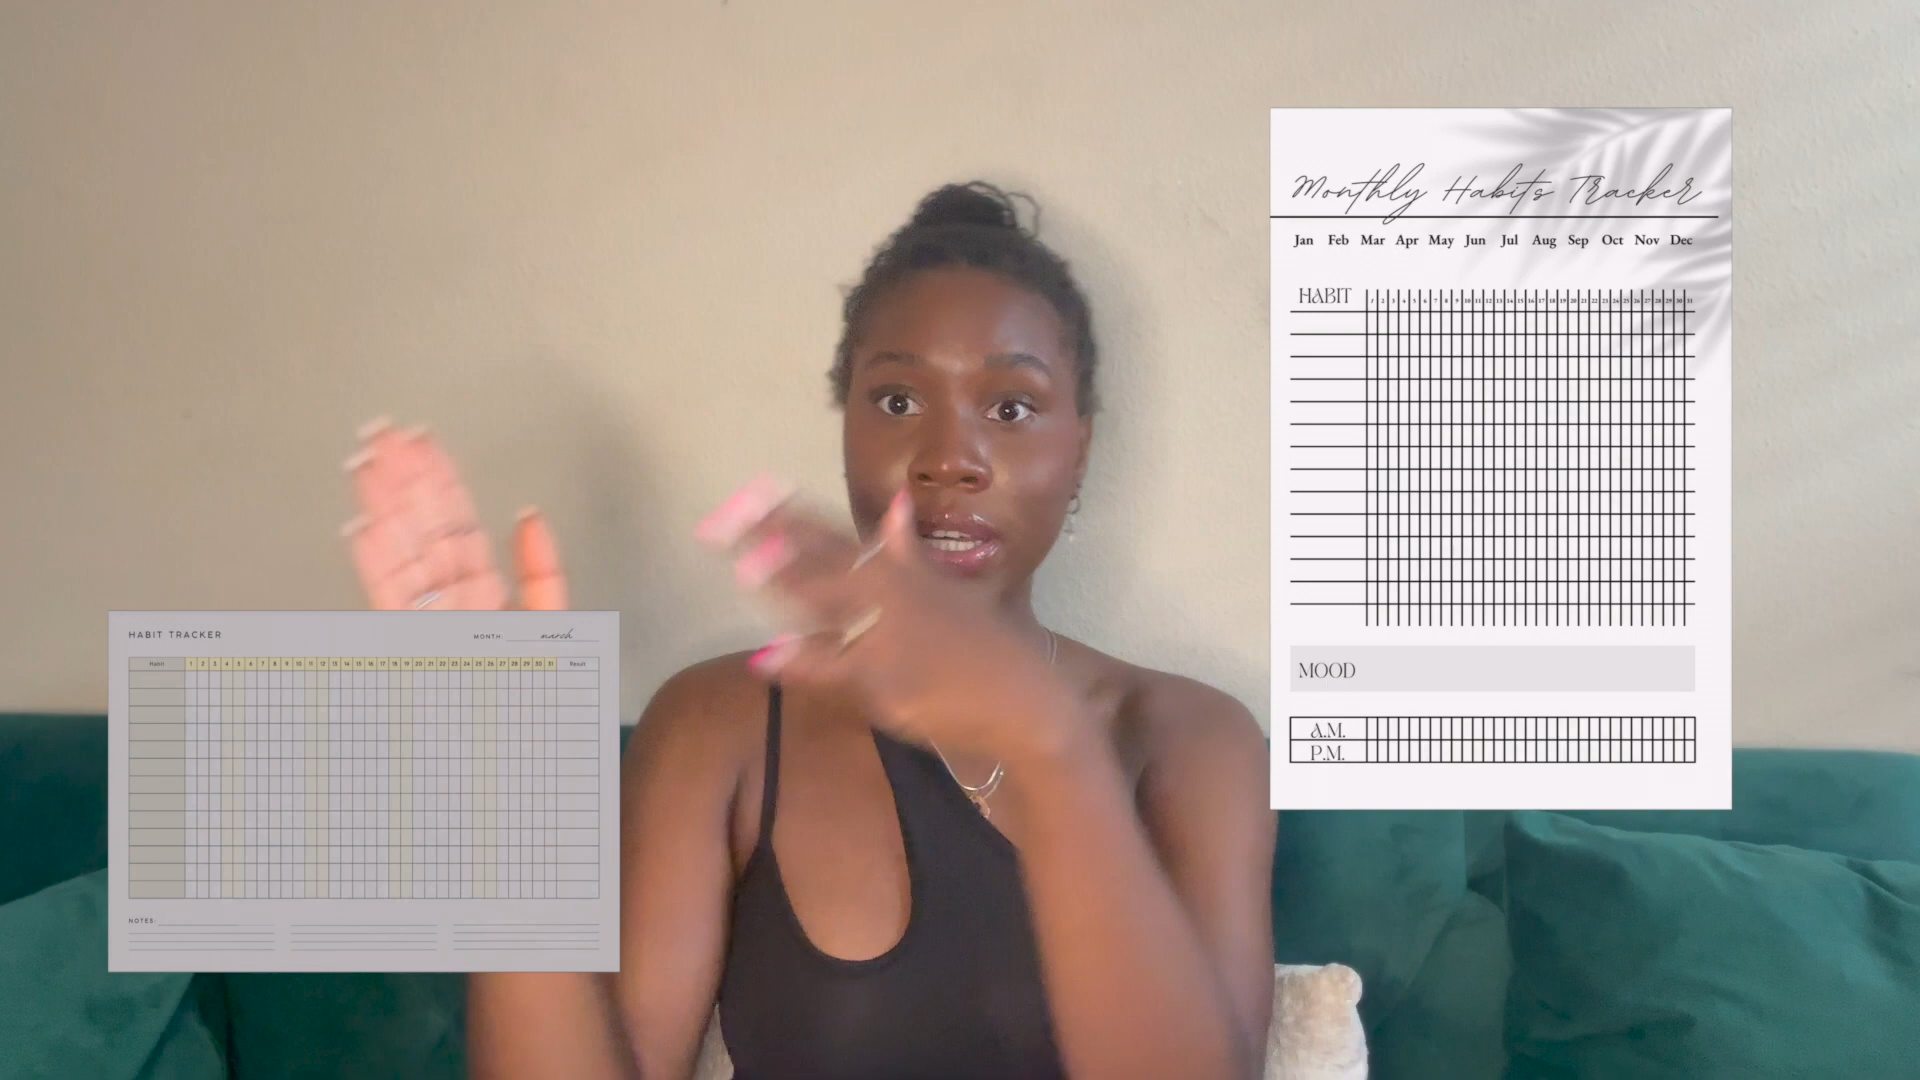 HABIT TRACKER
MONTH: march
Habit 1 2 3 4 5 6 7 8 9 10 11 12 13 14 15 16 17 18 19 20 21 22 23 24 25 26 27 28 29 30 31 Result
NOTES:
Monthly Habits Tracker
Jan Feb Mar Apr May Jun Jul Aug Sep Oct Nov Dec
HABIT 1 2 3 4 5 6 7 8 9 10 11 12 13 14 15 16 17 18 19 20 21 22 23 24 25 26 27 28 29 30 31
MOOD
A.M.
P.M.